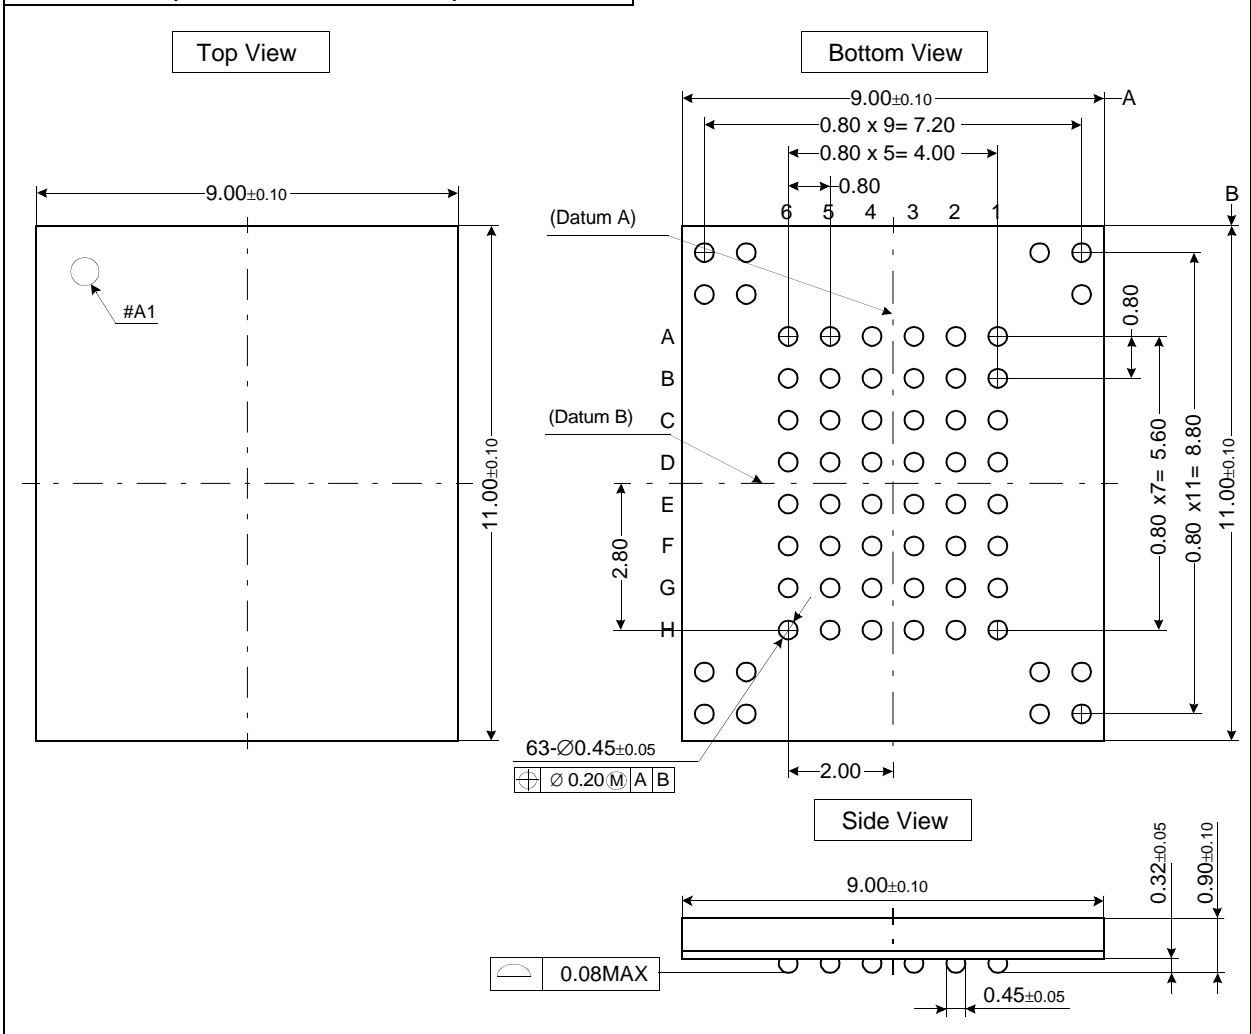 Top View
Bottom View
9.00±0.10
A
0.80 x 9= 7.20
0.80 x 5= 4.00
0.80
9.00±0.10
B
6 5 4 3 2 1
(Datum A)
#A1
0.80
A
B
(Datum B)
C
D
E
F
G
H
11.00±0.10
2.80
0.80 x7= 5.60
0.80 x11= 8.80
11.00±0.10
63-∅0.45±0.05
∅ 0.20 Ⓜ A B
2.00
Side View
9.00±0.10
0.32±0.05
0.90±0.10
0.08MAX
0.45±0.05